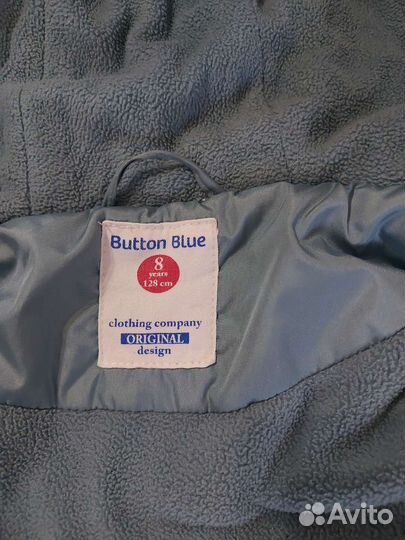 Button Blue
8
years
128 cm
clothing company
ORIGINAL
design
Avito